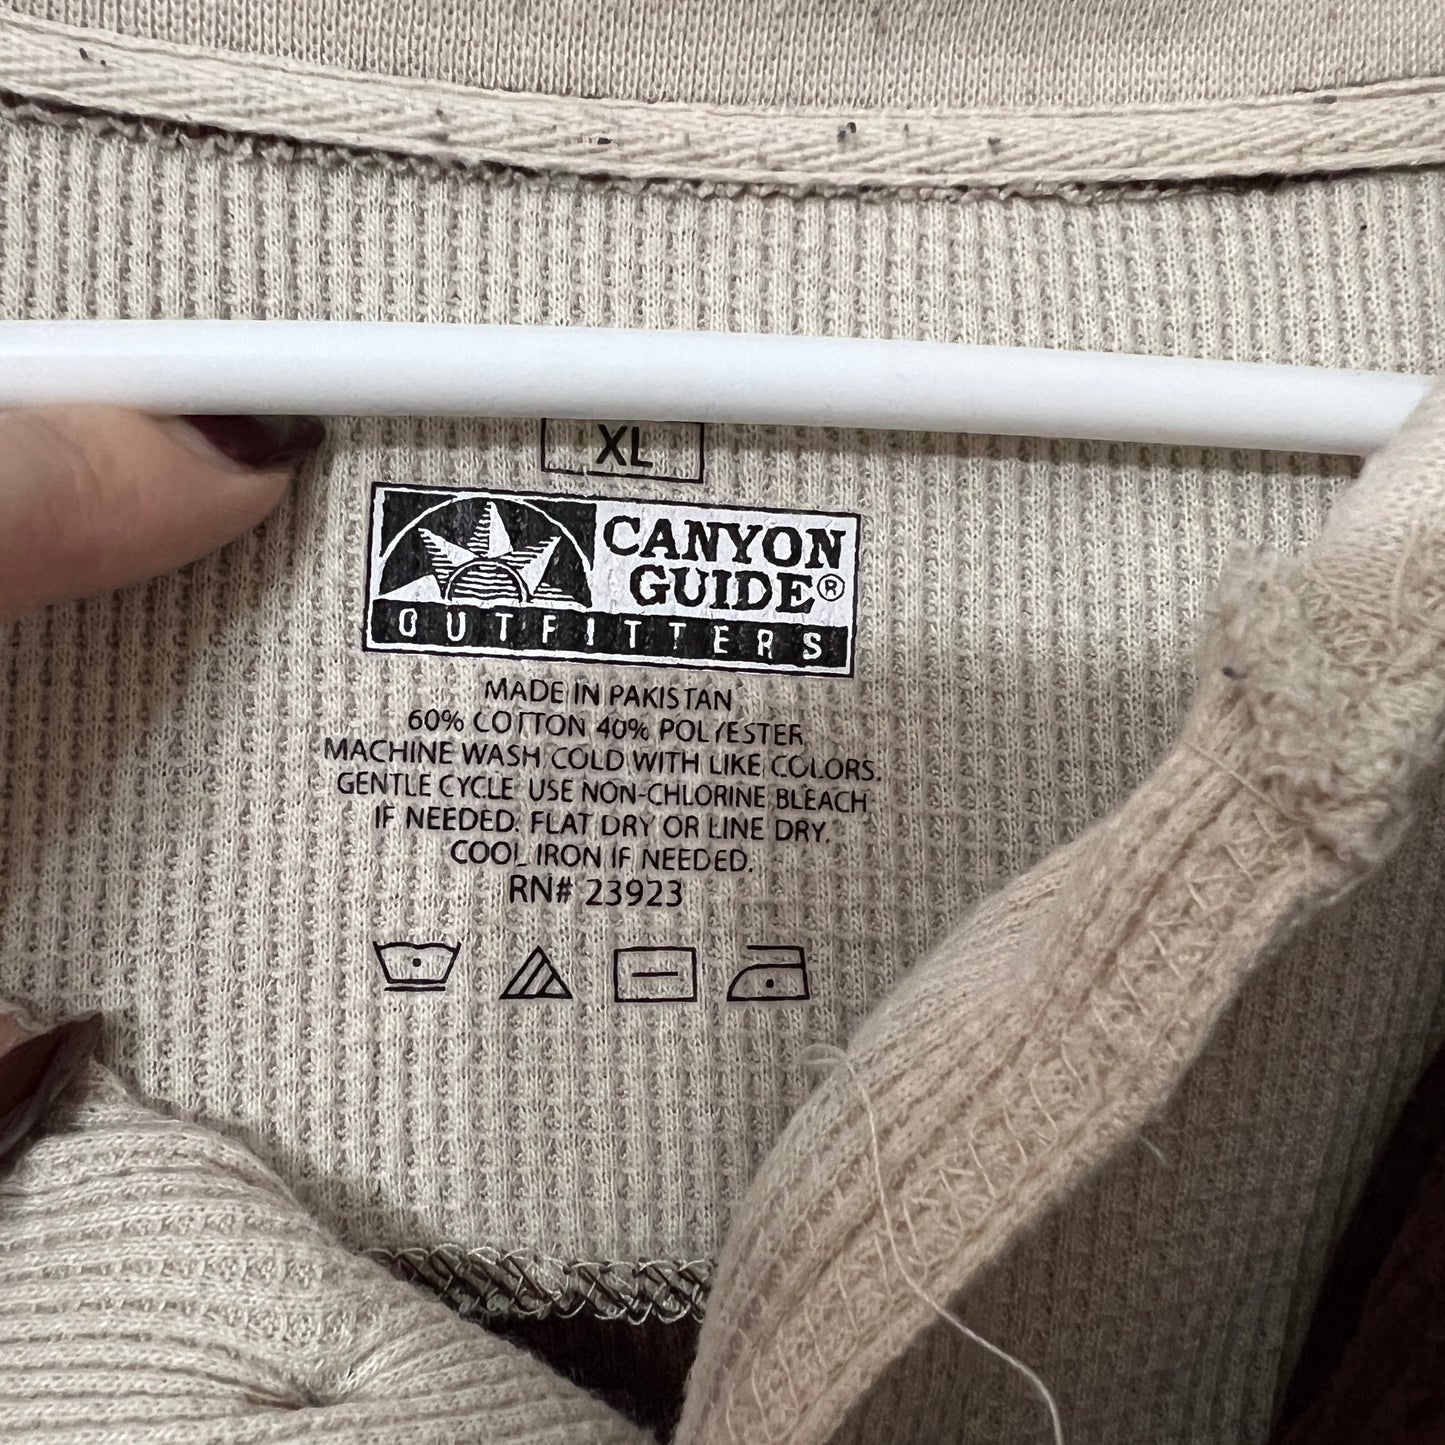 XL
CANYON
GUIDE®
OUTFITTERS
MADE IN PAKISTAN
60% COTTON 40% POLYESTER
MACHINE WASH COLD WITH LIKE COLORS.
GENTLE CYCLE USE NON-CHLORINE BLEACH
IF NEEDED. FLAT DRY OR LINE DRY.
COOL IRON IF NEEDED.
RN# 23923